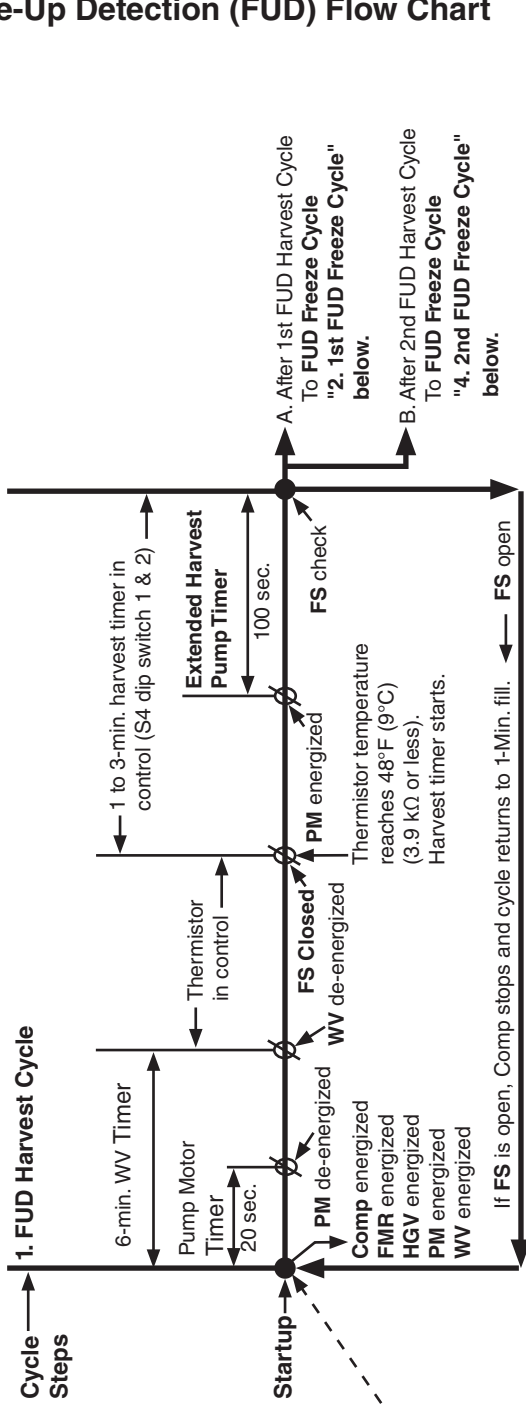 e-Up Detection (FUD) Flow Chart
Cycle
Steps
1. FUD Harvest Cycle
6-min. WV Timer
Thermistor
in control
1 to 3-min. harvest timer in
control (S4 dip switch 1 & 2)
Pump Motor
Timer
20 sec.
Extended Harvest
Pump Timer
100 sec.
Startup
PM de-energized
Comp energized
FMR energized
HGV energized
PM energized
WV energized
WV de-energized
FS Closed
Thermistor temperature
reaches 48°F (9°C)
(3.9 kΩ or less).
Harvest timer starts.
PM energized
FS check
A. After 1st FUD Harvest Cycle
To FUD Freeze Cycle
"2. 1st FUD Freeze Cycle"
below.
B. After 2nd FUD Harvest Cycle
To FUD Freeze Cycle
"4. 2nd FUD Freeze Cycle"
below.
If FS is open, Comp stops and cycle returns to 1-Min. fill.
FS open